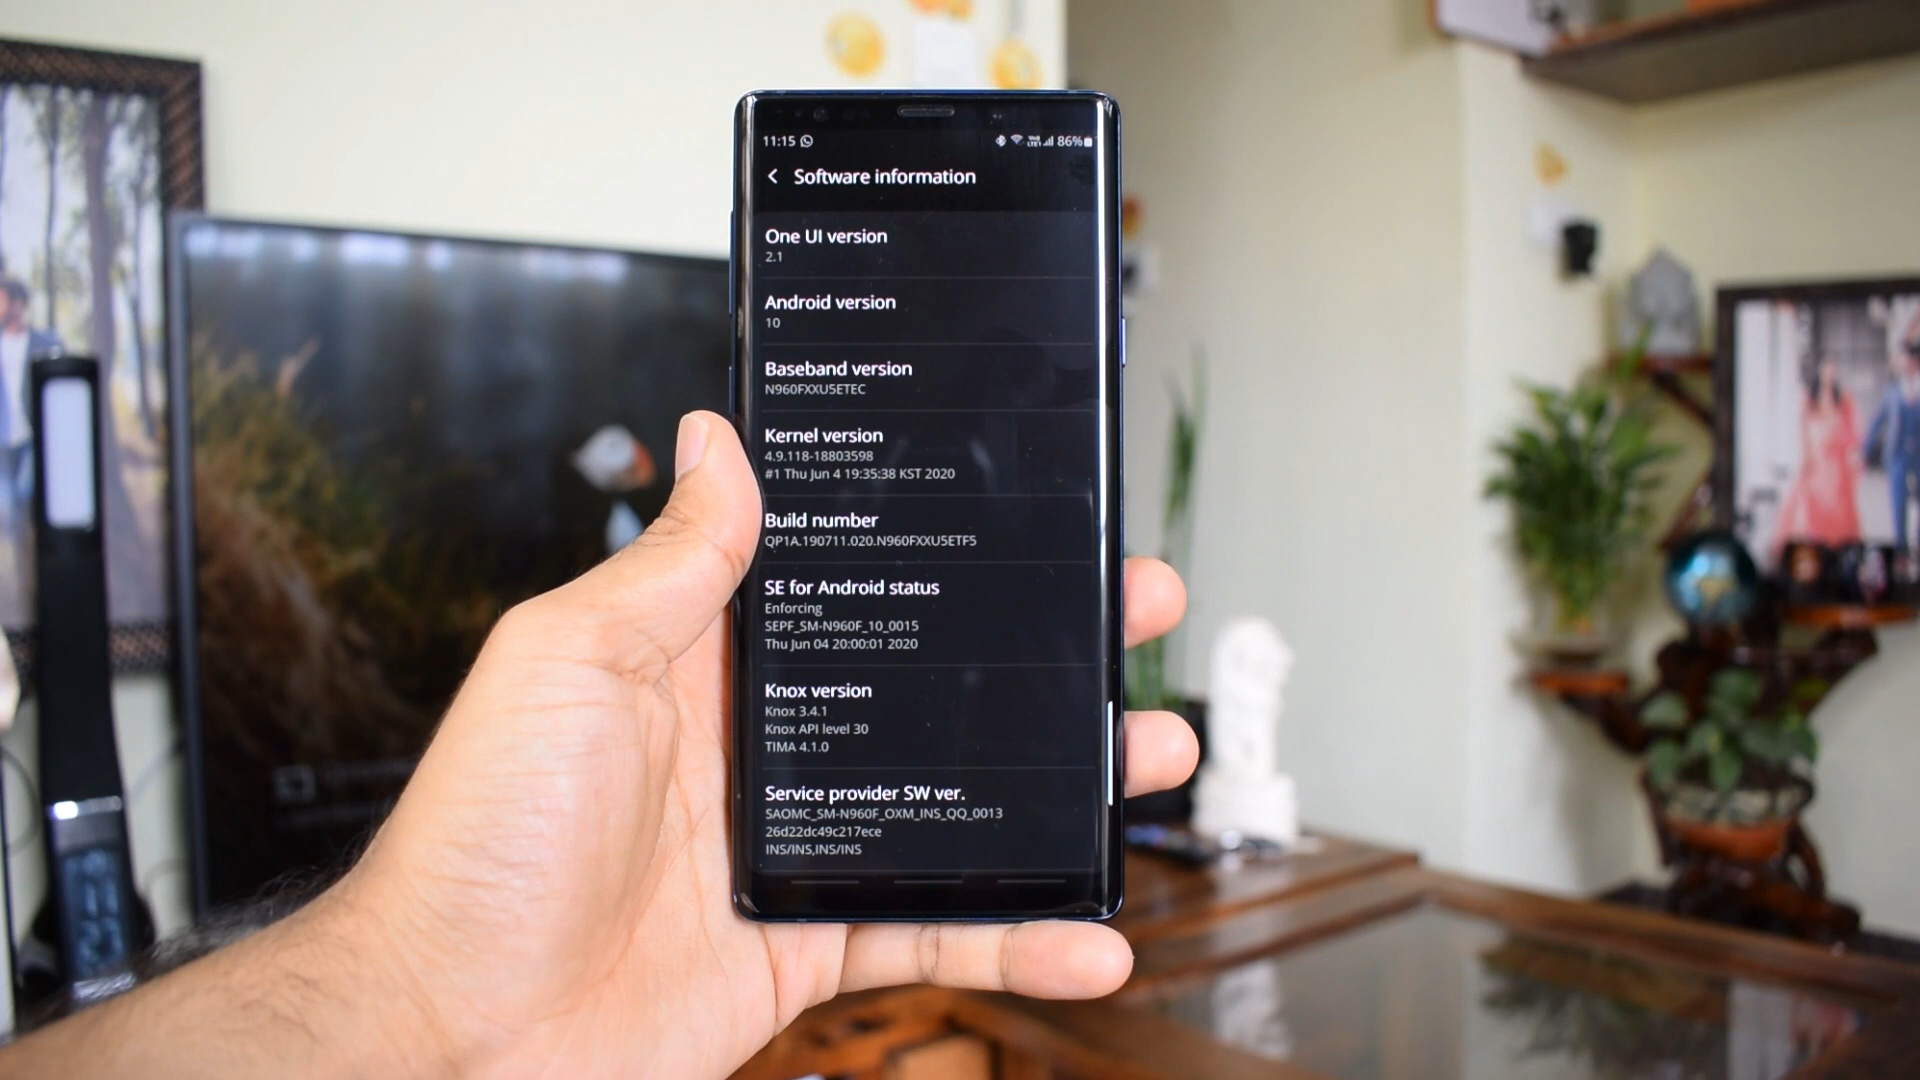 11:15 86%
Software information
One UI version
2.1
Android version
10
Baseband version
N960FXXU5ETEC
Kernel version
4.9.118-18803598
#1 Thu Jun 4 19:35:38 KST 2020
Build number
QP1A.190711.020.N960FXXU5ETF5
SE for Android status
Enforcing
SEPF_SM-N960F_10_0015
Thu Jun 04 20:00:01 2020
Knox version
Knox 3.4.1
Knox API level 30
TIMA 4.1.0
Service provider SW ver.
SAOMC_SM-N960F_OXM_INS_QQ_0013
26d22dc49c217ece
INS/INS,INS/INS